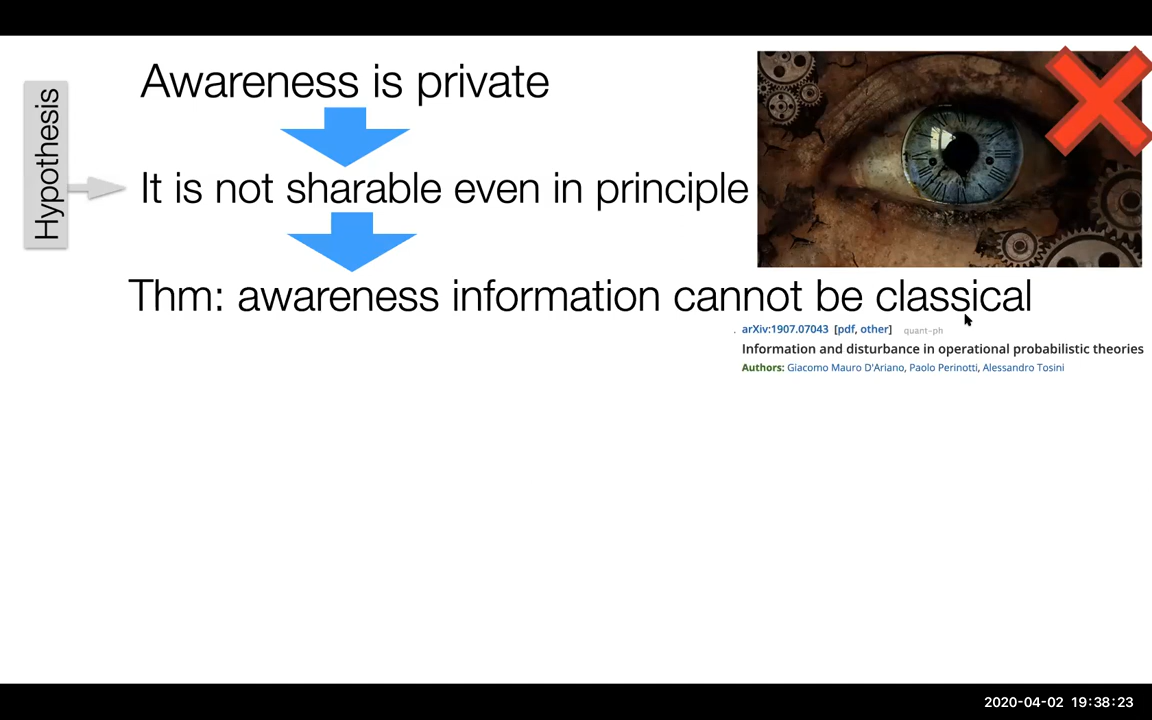 Hypothesis
Awareness is private
It is not sharable even in principle
Thm: awareness information cannot be classical
. arXiv:1907.07043 [pdf, other] quant-ph
Information and disturbance in operational probabilistic theories
Authors: Giacomo Mauro D'Ariano, Paolo Perinotti, Alessandro Tosini
2020-04-02 19:38:23